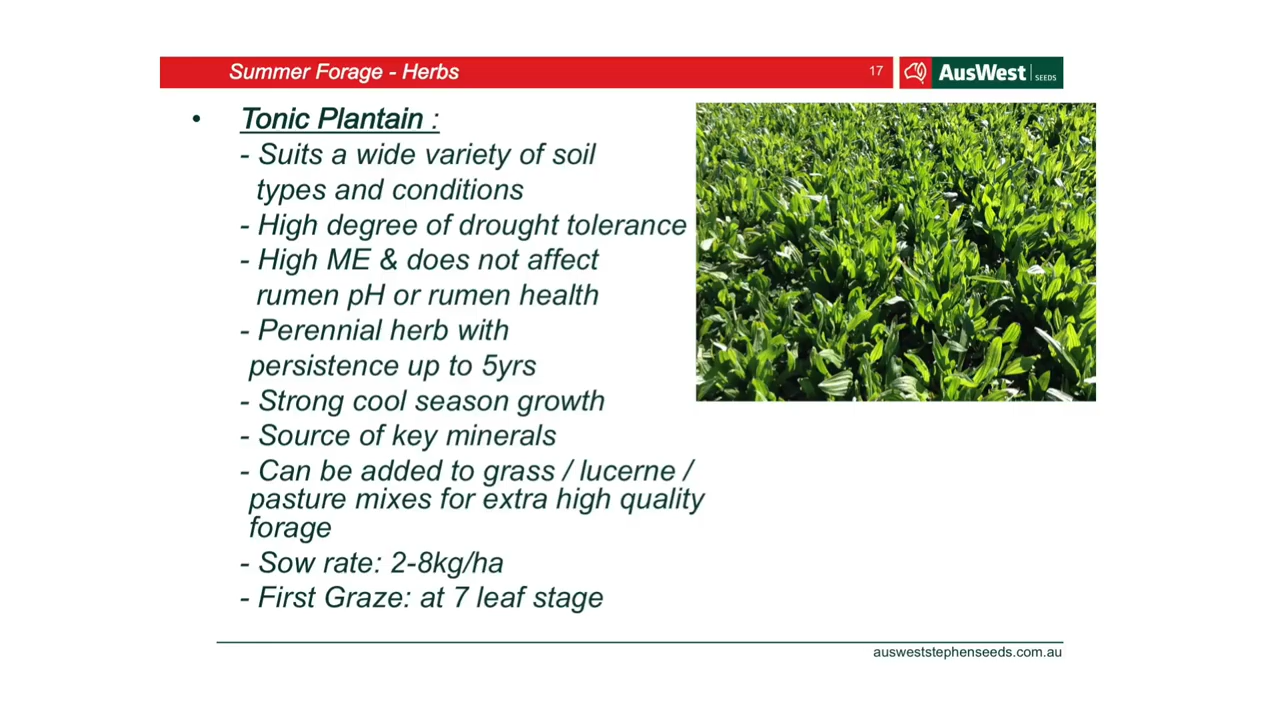 Summer Forage - Herbs
17
AusWest SEEDS
• Tonic Plantain :
- Suits a wide variety of soil
types and conditions
- High degree of drought tolerance
- High ME & does not affect
rumen pH or rumen health
- Perennial herb with
persistence up to 5yrs
- Strong cool season growth
- Source of key minerals
- Can be added to grass / lucerne /
pasture mixes for extra high quality
forage
- Sow rate: 2-8kg/ha
- First Graze: at 7 leaf stage
ausweststephenseeds.com.au